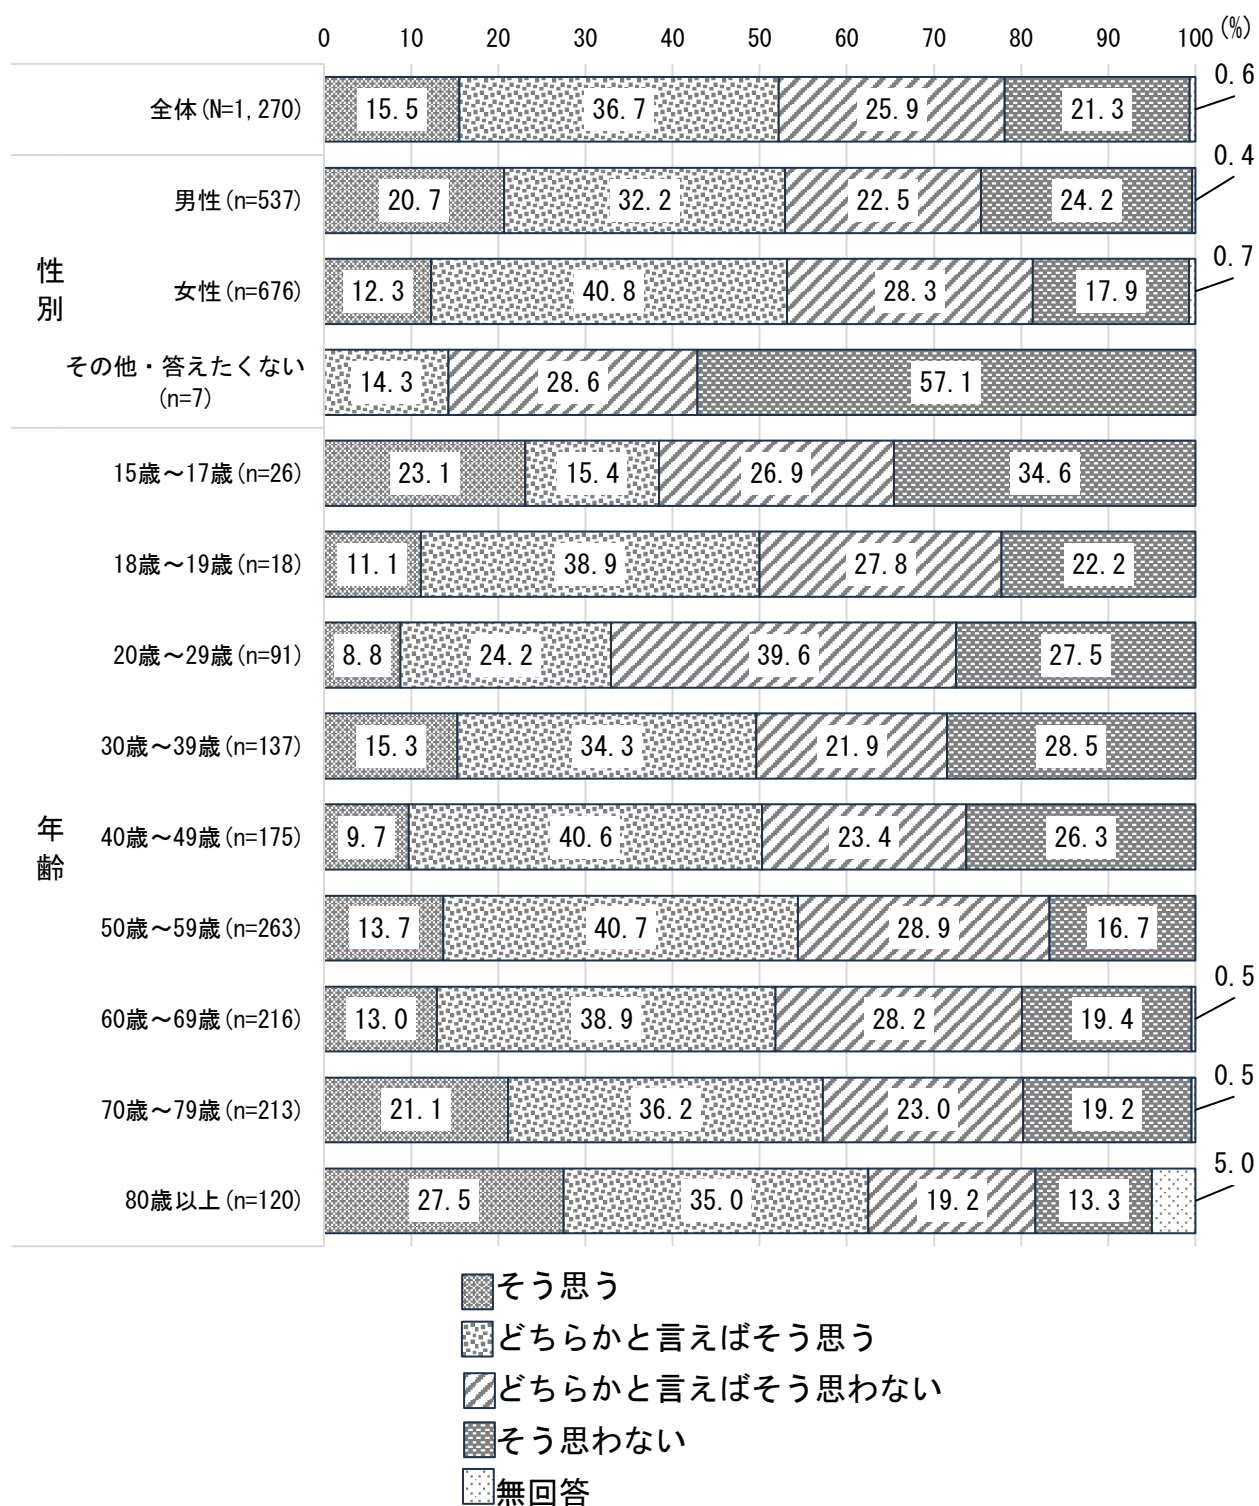 0 10 20 30 40 50 60 70 80 90 100 (%)
全体(N=1,270) 15.5 36.7 25.9 21.3 0.6
性別
男性(n=537) 20.7 32.2 22.5 24.2 0.4
女性(n=676) 12.3 40.8 28.3 17.9 0.7
その他・答えたくない
(n=7) 14.3 28.6 57.1
年齢
15歳～17歳(n=26) 23.1 15.4 26.9 34.6
18歳～19歳(n=18) 11.1 38.9 27.8 22.2
20歳～29歳(n=91) 8.8 24.2 39.6 27.5
30歳～39歳(n=137) 15.3 34.3 21.9 28.5
40歳～49歳(n=175) 9.7 40.6 23.4 26.3
50歳～59歳(n=263) 13.7 40.7 28.9 16.7
60歳～69歳(n=216) 13.0 38.9 28.2 19.4 0.5
70歳～79歳(n=213) 21.1 36.2 23.0 19.2 0.5
80歳以上(n=120) 27.5 35.0 19.2 13.3 5.0
そう思う
どちらかと言えばそう思う
どちらかと言えばそう思わない
そう思わない
無回答